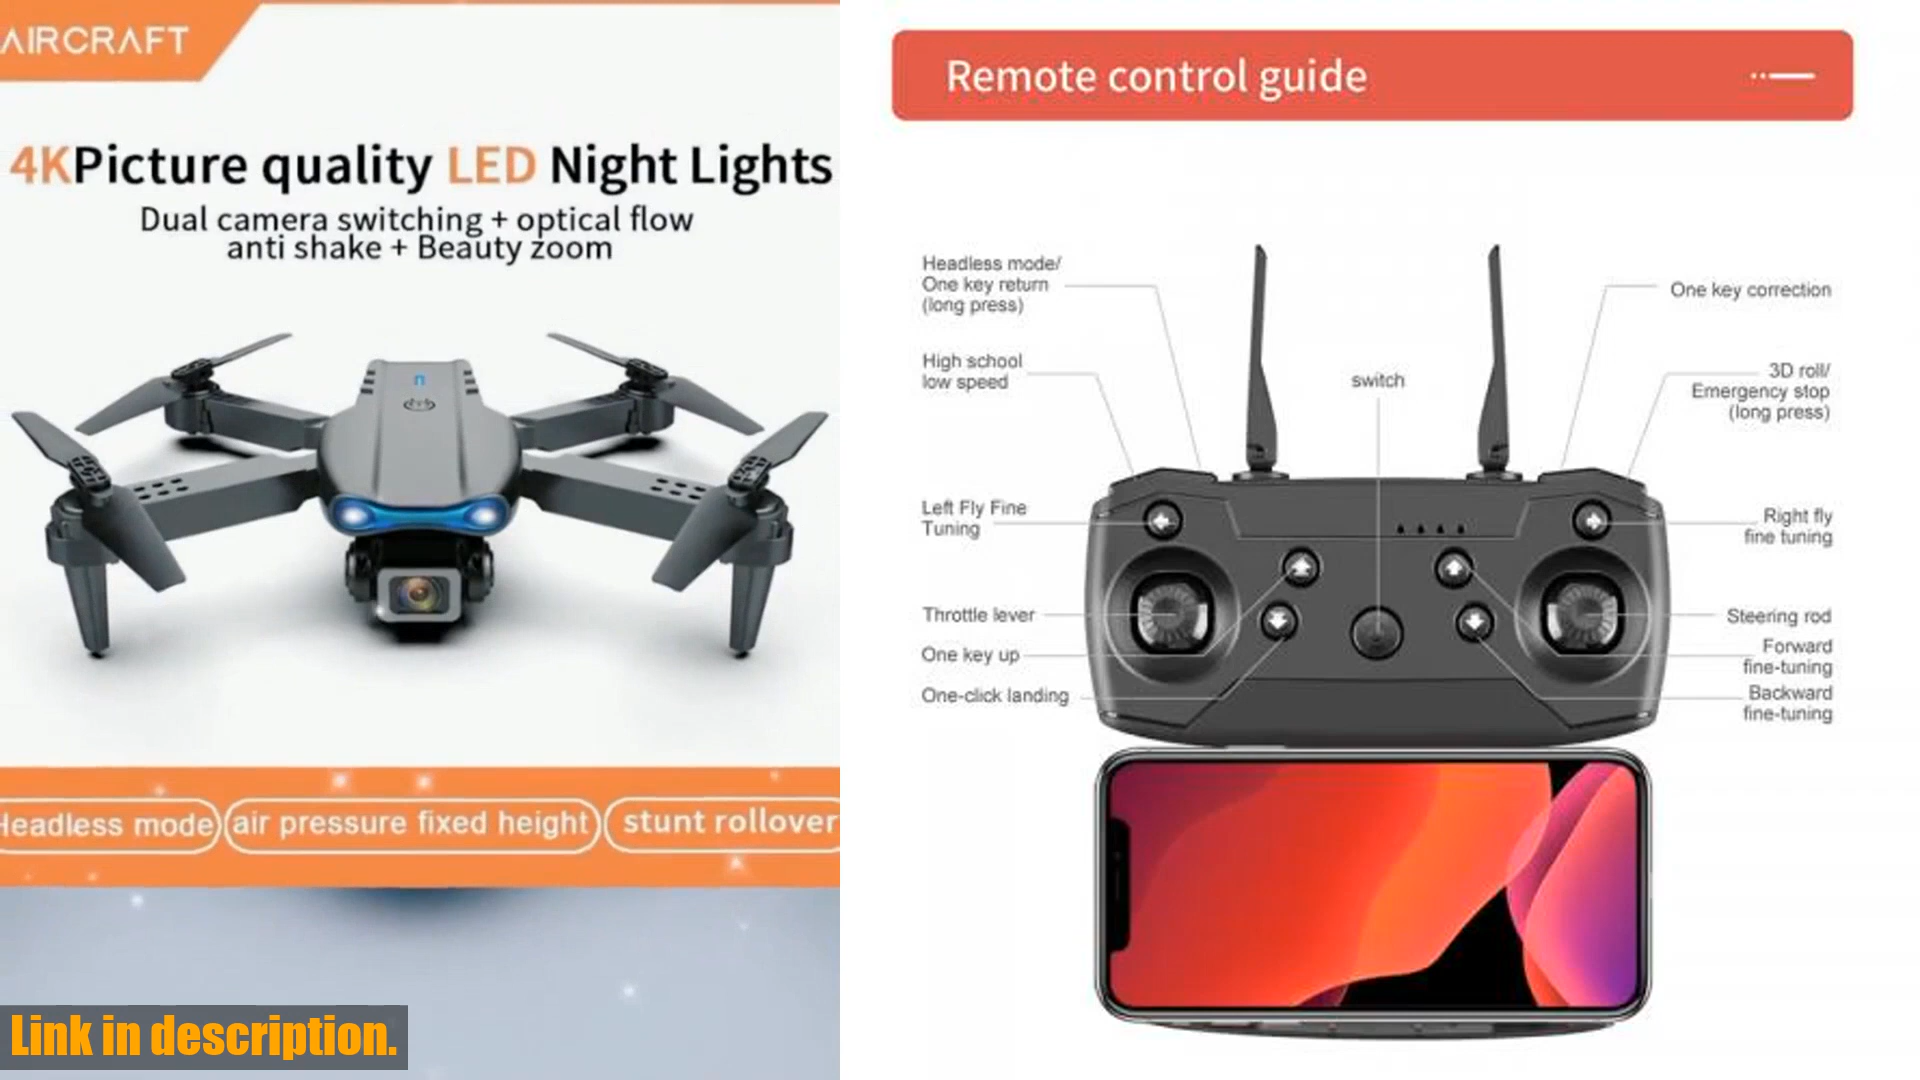 AIRCRAFT
4KPicture quality LED Night Lights
Dual camera switching + optical flow
anti shake + Beauty zoom
Headless mode
air pressure fixed height
stunt rollover
Link in description.
Remote control guide
Headless mode/
One key return
(long press)
High school
low speed
Left Fly Fine
Tuning
Throttle lever
One key up
One-click landing
switch
One key correction
3D roll/
Emergency stop
(long press)
Right fly
fine tuning
Steering rod
Forward
fine-tuning
Backward
fine-tuning